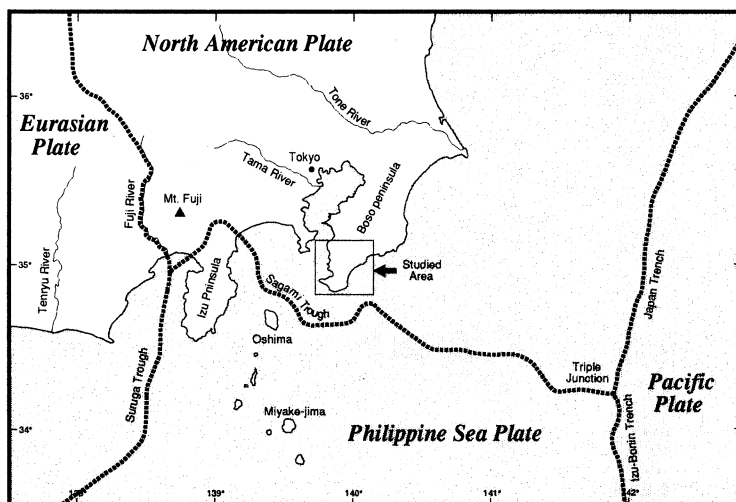 North American Plate
36°
Eurasian
Plate
Tone River
Tokyo
Tama River
Mt. Fuji
Fuji River
Boso peninsula
35°
Studied
Area
Tenryu River
Izu Pninsula
Sagami Trough
Japan Trench
Oshima
Suruga Trough
Triple
Junction
Pacific
Plate
Miyake-jima
34°
Philippine Sea Plate
Izu-Bonin Trench
139°
140°
141°
142°